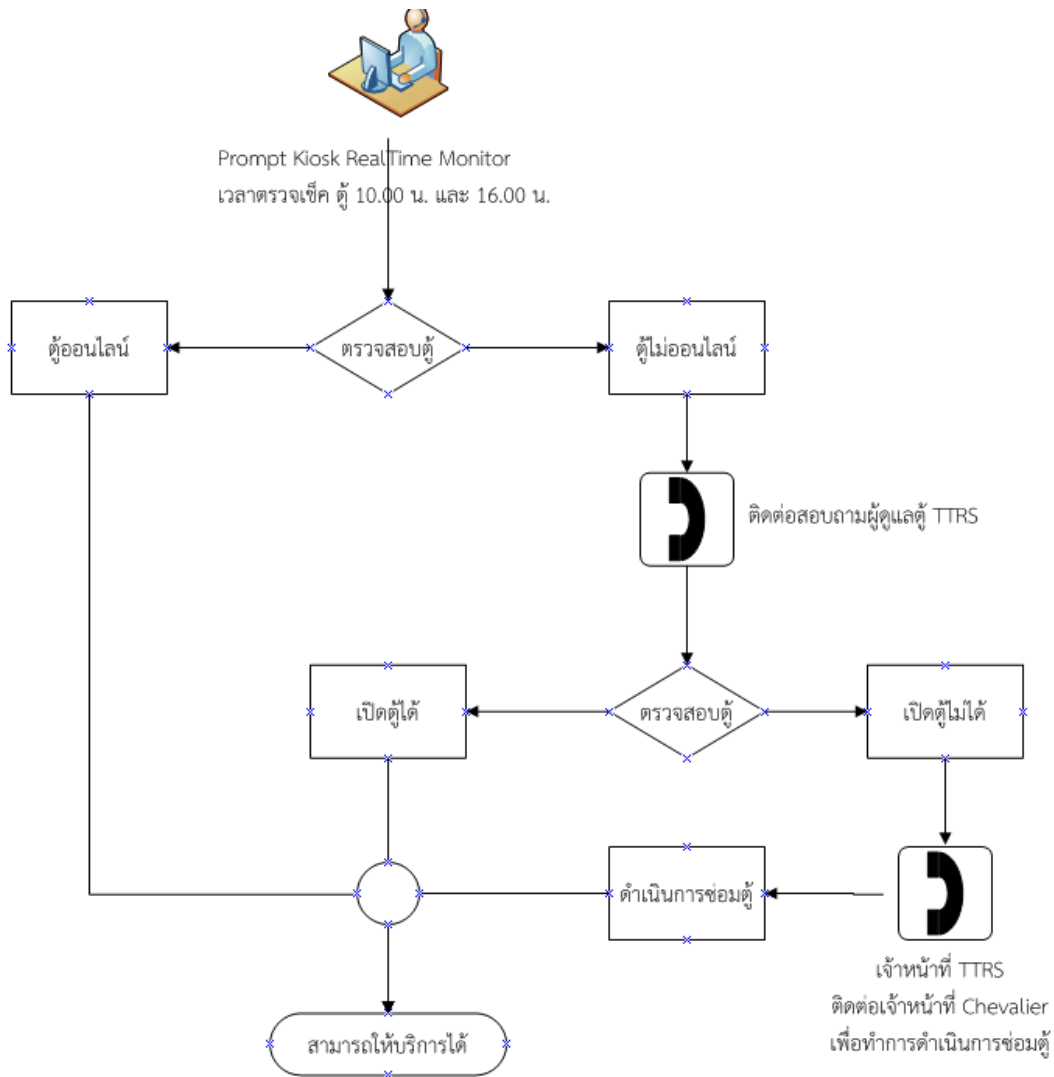 Prompt Kiosk RealTime Monitor
เวลาตรวจเช็ค ตู้ 10.00 น. และ 16.00 น.
ตู้ออนไลน์
ตรวจสอบตู้
ตู้ไม่ออนไลน์
ติดต่อสอบถามผู้ดูแลตู้ TTRS
เปิดตู้ได้
ตรวจสอบตู้
เปิดตู้ไม่ได้
ดำเนินการซ่อมตู้
เจ้าหน้าที่ TTRS
ติดต่อเจ้าหน้าที่ Chevalier
เพื่อทำการดำเนินการซ่อมตู้
สามารถให้บริการได้